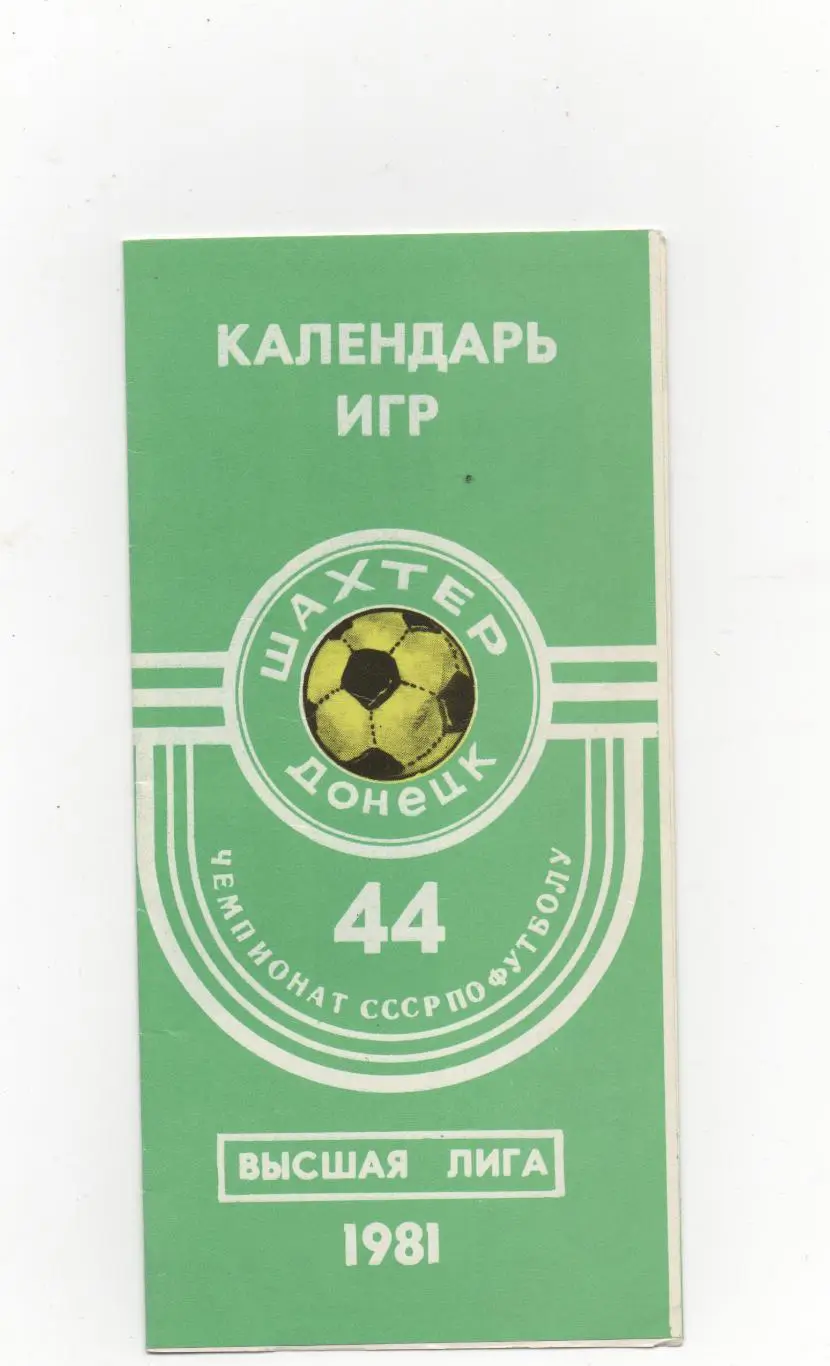 КАЛЕНДАРЬ
ИГР
ШАХТЕР
ДОНЕЦК
44
ЧЕМПИОНАТ СССР ПО ФУТБОЛУ
ВЫСШАЯ ЛИГА
1981